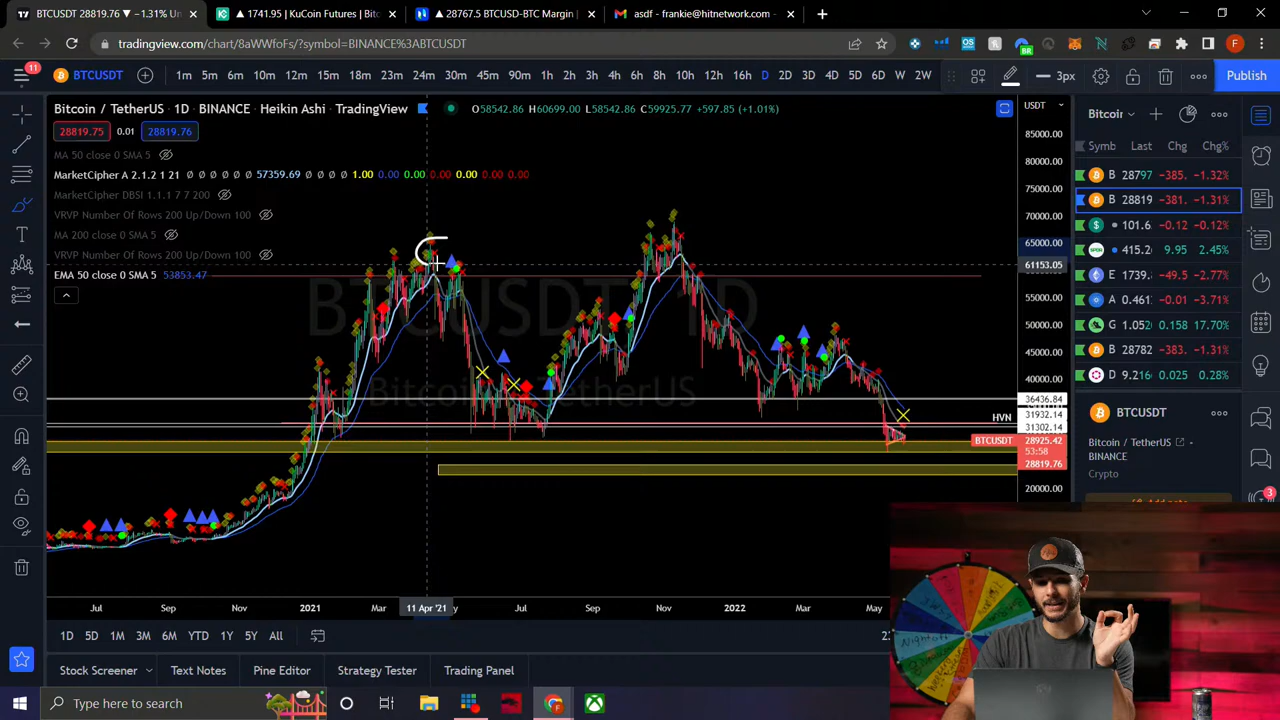 BTCUSDT 28819.76 ▼ −1.31% Un
▲ 1741.95 | KuCoin Futures | Bitc
▲ 28767.5 BTCUSD-BTC Margin |
asdf - frankie@hitnetwork.com -
tradingview.com/chart/8aWWfoFs/?symbol=BINANCE%3ABTCUSDT
BR
F
11
BTCUSDT
1m 5m 6m 10m 12m 15m 18m 23m 24m 30m 45m 90m 1h 2h 3h 4h 6h 8h 12h 16h D 2D 3D 4D 5D 6D W 2W
3px
Publish
Bitcoin / TetherUS · 1D · BINANCE · Heikin Ashi · TradingView
O58542.86 H60699.00 L58542.86 C59925.77 +597.85 (+1.01%)
28819.75 0.01 28819.76
MA 50 close 0 SMA 5
MarketCipher A 2.1.2 1 21 57359.69 1.00 0.00 0.00 0.00 0.00 0.00-0.00
MarketCipher DBSI 1.1.1 7 7 200
VRVP Number Of Rows 200 Up/Down 100
MA 200 close 0 SMA 5
VRVP Number Of Rows 200 Up/Down 100
EMA 50 close 0 SMA 5 53853.47
BTCUSDT 1D
Bitcoin / TetherUS
USDT
85000.00
80000.00
75000.00
70000.00
65000.00
61153.05
55000.00
50000.00
45000.00
40000.00
36436.84
HVN
31932.14
31302.14
BTCUSDT 28925.42
53:58
28819.76
20000.00
Jul Sep Nov 2021 Mar 11 Apr '21 y Jul Sep Nov 2022 Mar May
1D 5D 1M 3M 6M YTD 1Y 5Y All
Stock Screener Text Notes Pine Editor Strategy Tester Trading Panel
Bitcoin
Symb Last Chg Chg%
B 28797 −385. −1.32%
B 28819 −381. −1.31%
101.6 −0.12 −0.12%
415.2 9.95 2.45%
E 1739. −49.5 −2.77%
A 0.461 −0.01 −3.71%
G 1.052 0.158 17.70%
B 28782 −383. −1.31%
D 9.216 0.025 0.28%
BTCUSDT
Bitcoin / TetherUS
BINANCE
Crypto
3
Type here to search